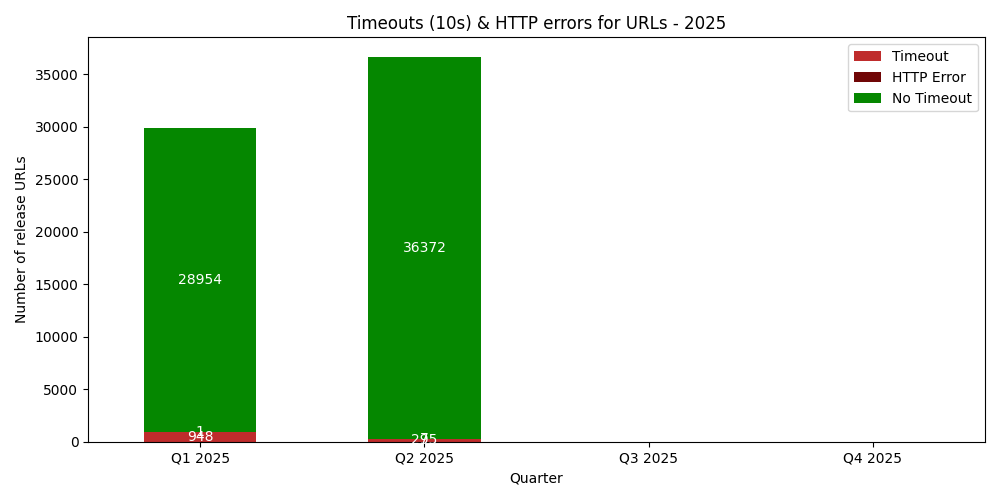 Timeouts (10s) & HTTP errors for URLs - 2025
Timeout
HTTP Error
No Timeout
Number of release URLs
35000
30000
25000
20000
15000
10000
5000
0
36372
28954
1
948
295
Q1 2025
Q2 2025
Q3 2025
Q4 2025
Quarter